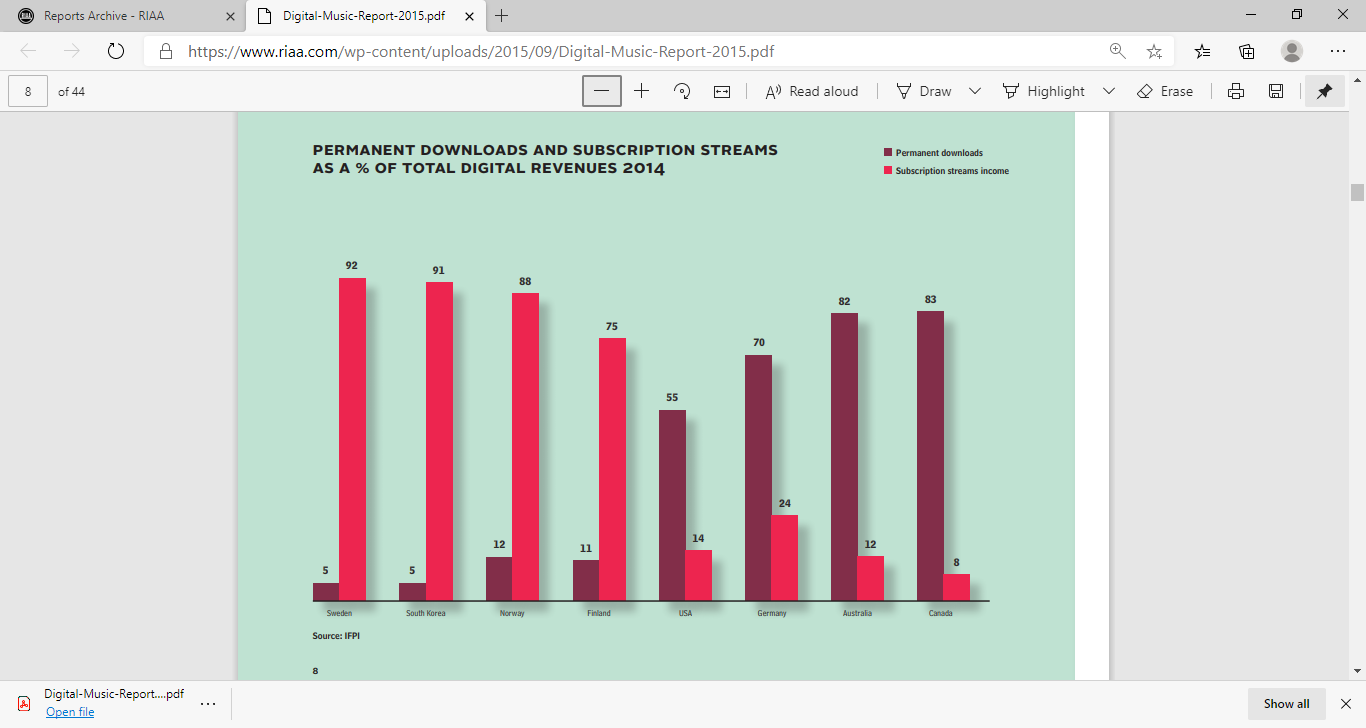 Reports Archive - RIAA
Digital-Music-Report-2015.pdf
https://www.riaa.com/wp-content/uploads/2015/09/Digital-Music-Report-2015.pdf
8 of 44
Read aloud
Draw
Highlight
Erase
PERMANENT DOWNLOADS AND SUBSCRIPTION STREAMS
AS A % OF TOTAL DIGITAL REVENUES 2014
Permanent downloads
Subscription streams income
5 92 5 91 12 88 11 75 55 14 70 24 82 12 83 8
Sweden South Korea Norway Finland USA Germany Australia Canada
Source: IFPI
8
Digital-Music-Report....pdf
Open file
Show all